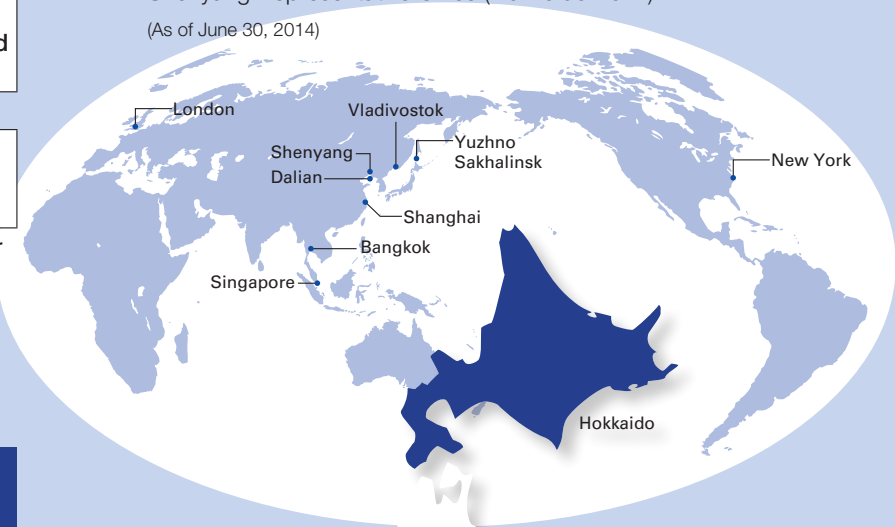 (As of June 30, 2014)
d
London
Vladivostok
Shenyang
Yuzhno
Sakhalinsk
Dalian
New York
Shanghai
Bangkok
Singapore
Hokkaido